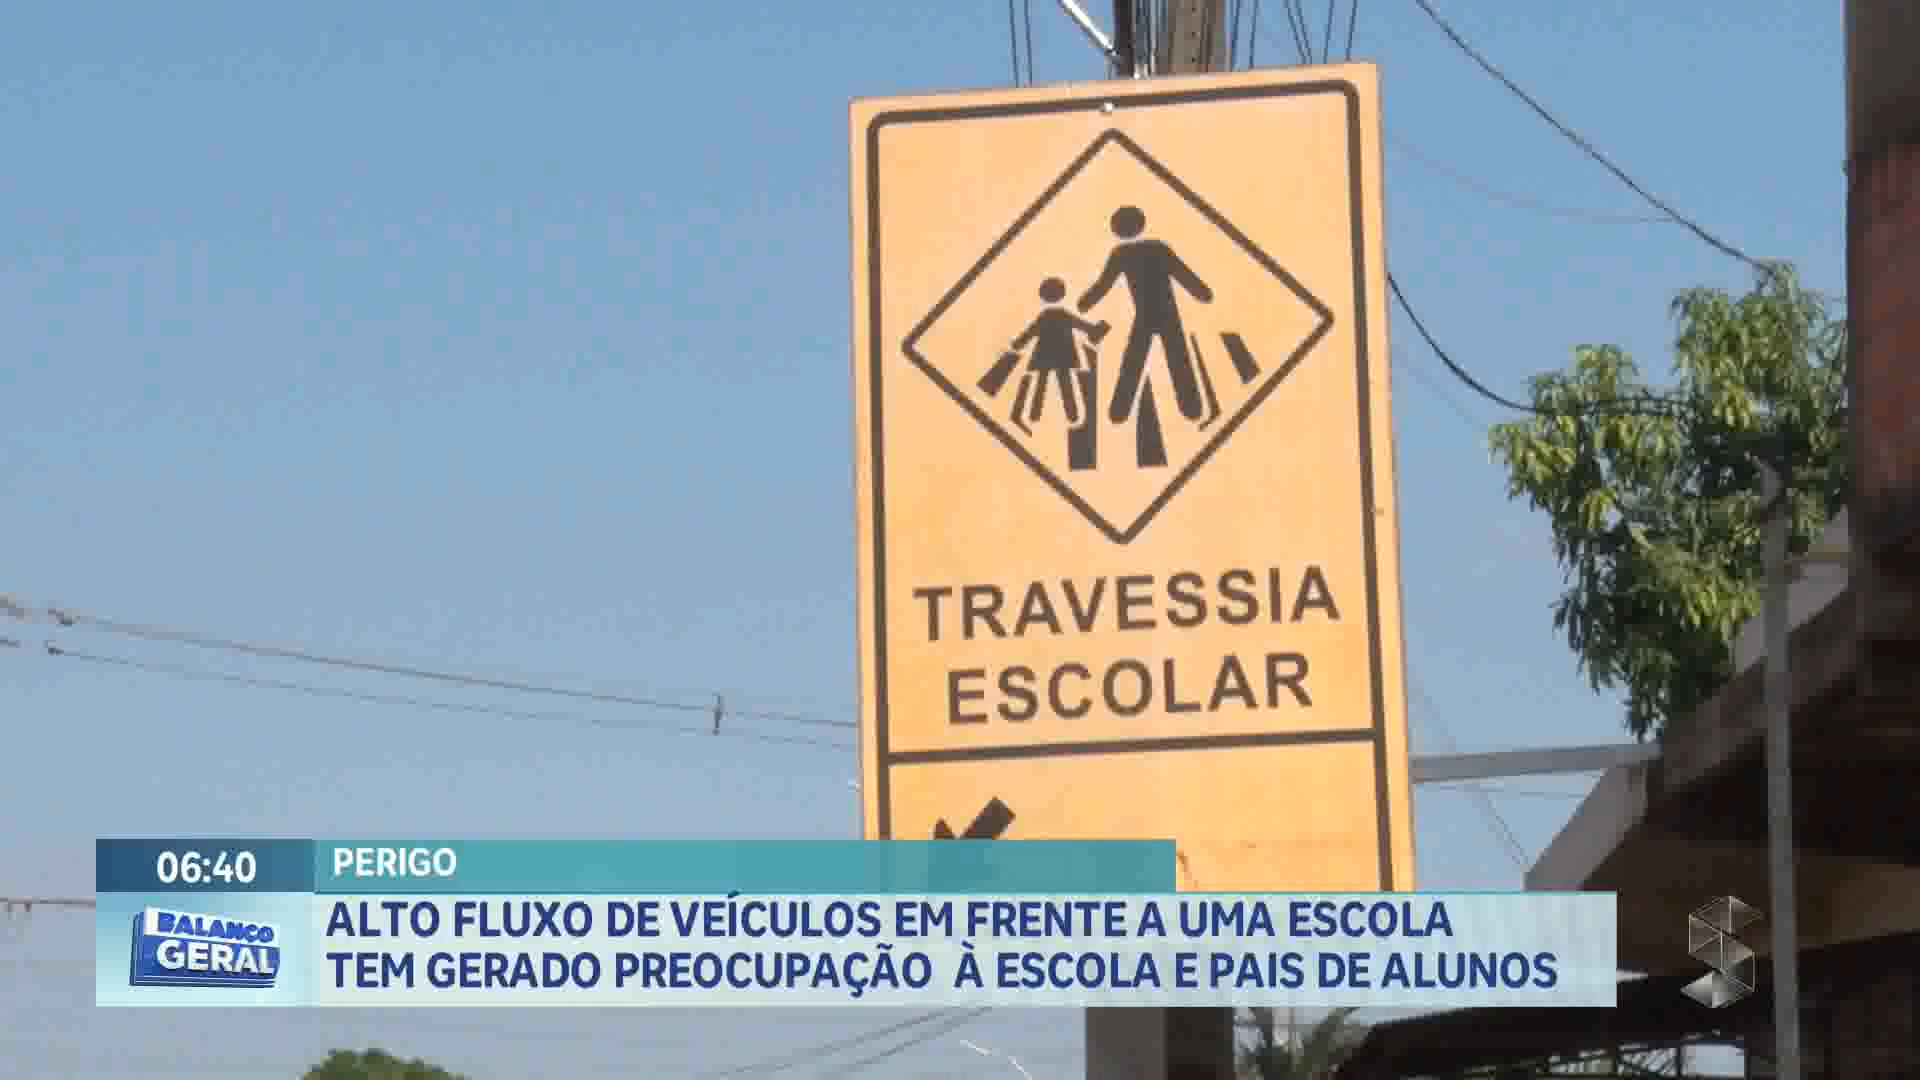 TRAVESSIA
ESCOLAR
06:40
PERIGO
BALANÇO
GERAL
ALTO FLUXO DE VEÍCULOS EM FRENTE A UMA ESCOLA
TEM GERADO PREOCUPAÇÃO À ESCOLA E PAIS DE ALUNOS